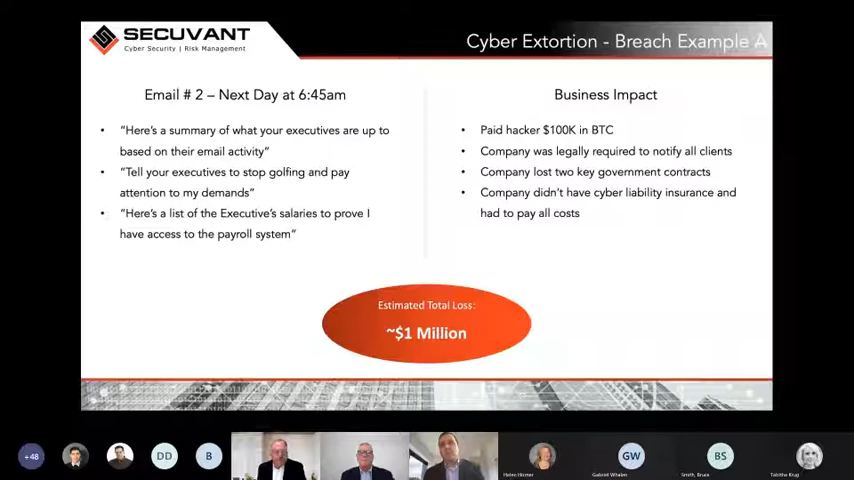 SECUVANT
Cyber Security | Risk Management
Cyber Extortion - Breach Example A
Email # 2 – Next Day at 6:45am
• "Here's a summary of what your executives are up to
based on their email activity"
• "Tell your executives to stop golfing and pay
attention to my demands"
• "Here's a list of the Executive's salaries to prove I
have access to the payroll system"
Business Impact
• Paid hacker $100K in BTC
• Company was legally required to notify all clients
• Company lost two key government contracts
• Company didn't have cyber liability insurance and
had to pay all costs
Estimated Total Loss:
~$1 Million
+48
DD
B
GW
BS
Gabriel Whalen
Smith, Bruce
Tabitha Krug